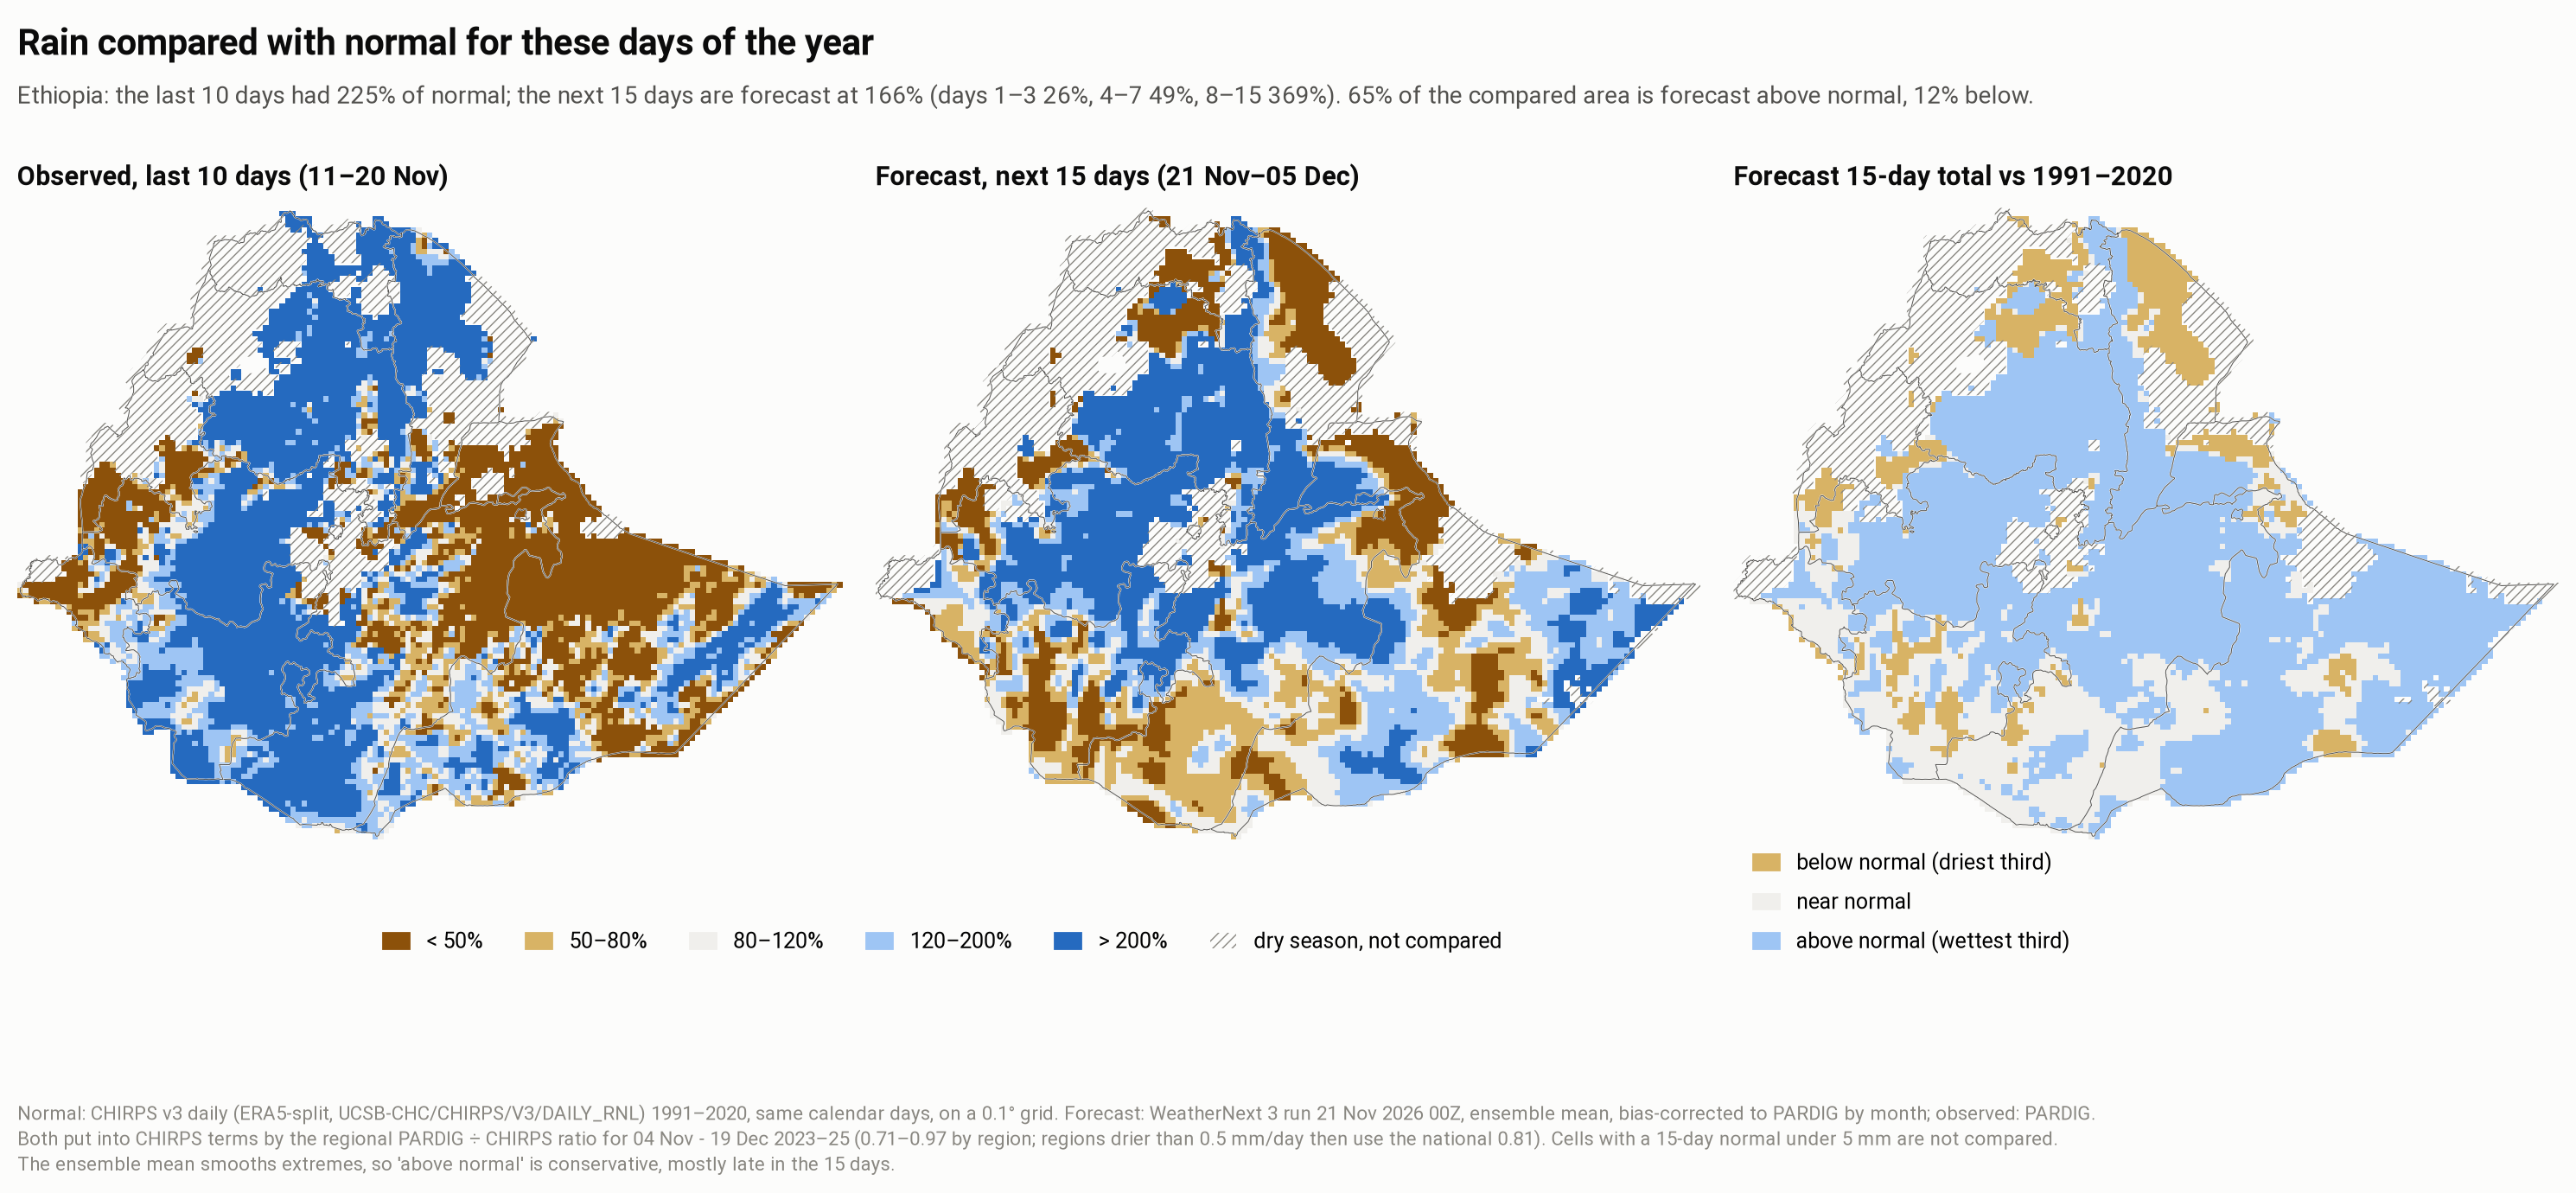 Rain compared with normal for these days of the year
Ethiopia: the last 10 days had 225% of normal; the next 15 days are forecast at 166% (days 1–3 26%, 4–7 49%, 8–15 369%). 65% of the compared area is forecast above normal, 12% below.
Observed, last 10 days (11–20 Nov)
Forecast, next 15 days (21 Nov–05 Dec)
Forecast 15-day total vs 1991–2020
below normal (driest third)
near normal
above normal (wettest third)
< 50%
50–80%
80–120%
120–200%
> 200%
dry season, not compared
Normal: CHIRPS v3 daily (ERA5-split, UCSB-CHC/CHIRPS/V3/DAILY_RNL) 1991–2020, same calendar days, on a 0.1° grid. Forecast: WeatherNext 3 run 21 Nov 2026 00Z, ensemble mean, bias-corrected to PARDIG by month; observed: PARDIG.
Both put into CHIRPS terms by the regional PARDIG ÷ CHIRPS ratio for 04 Nov - 19 Dec 2023–25 (0.71–0.97 by region; regions drier than 0.5 mm/day then use the national 0.81). Cells with a 15-day normal under 5 mm are not compared.
The ensemble mean smooths extremes, so 'above normal' is conservative, mostly late in the 15 days.